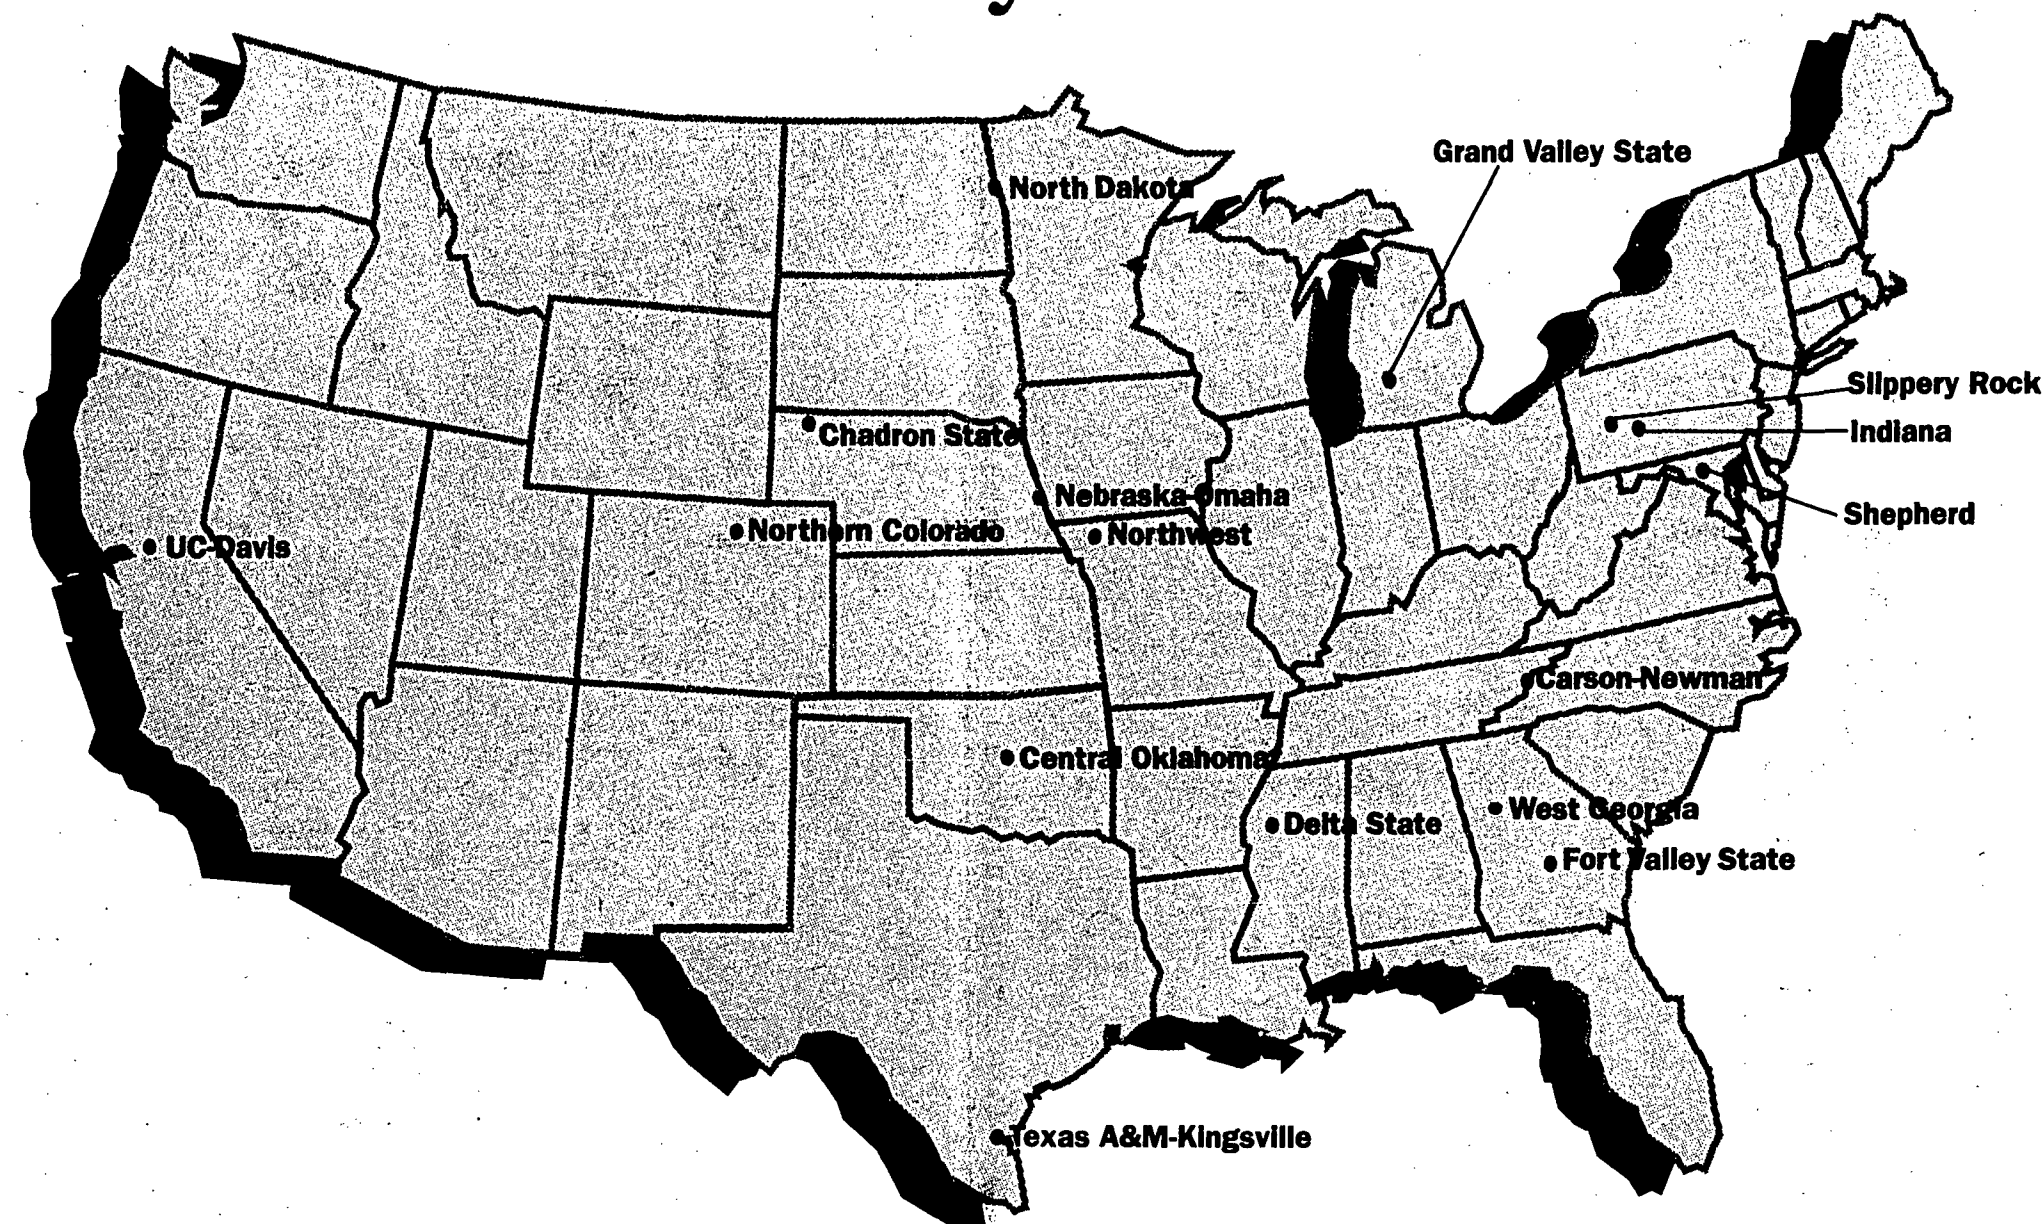 Grand Valley State
North Dakota
Slippery Rock
Chadron State
Indiana
Nebraska-Omaha
Shepherd
Northern Colorado
Northwest
UC-Davis
Carson-Newman
Central Oklahoma
West Georgia
Delta State
Fort Valley State
Texas A&M-Kingsville